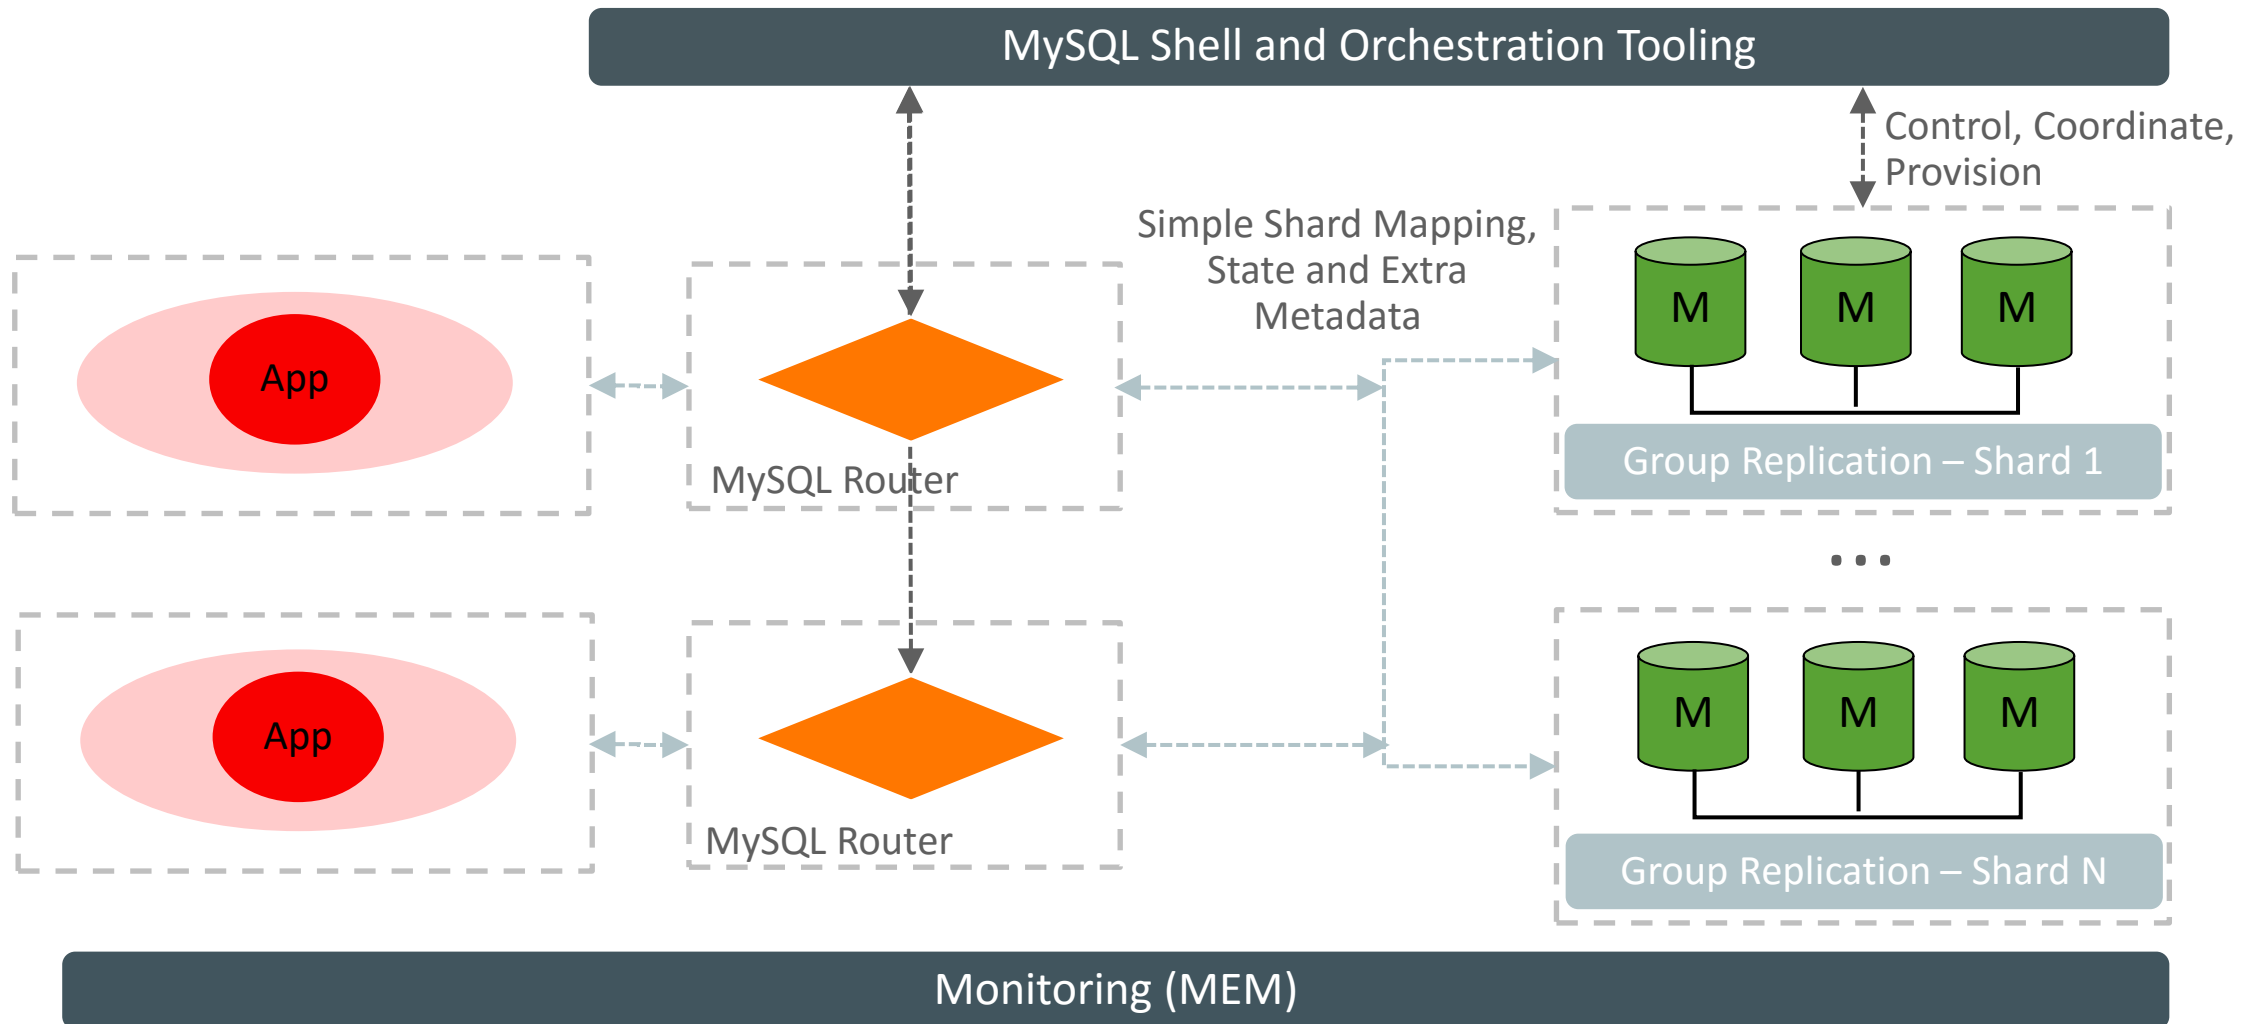 MySQL Shell and Orchestration Tooling
Control, Coordinate,
Provision
Simple Shard Mapping,
State and Extra
Metadata
App
MySQL Router
M M M
Group Replication – Shard 1
...
App
MySQL Router
M M M
Group Replication – Shard N
Monitoring (MEM)